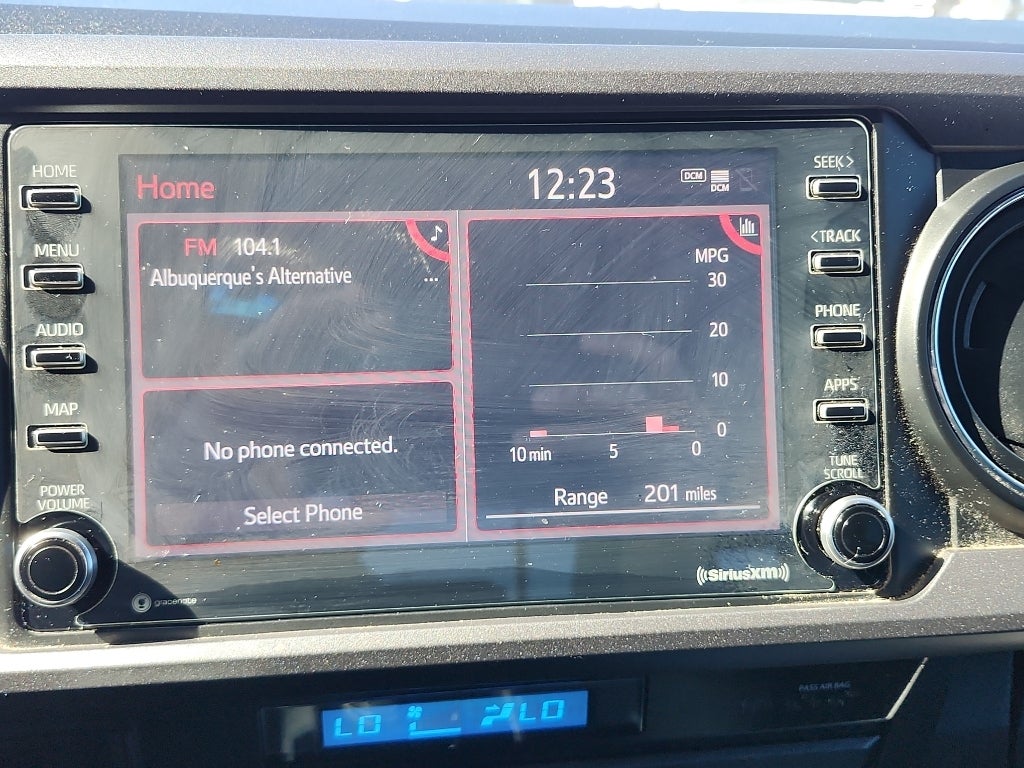 HOME
MENU
AUDIO
MAP
POWER
VOLUME
Home
12:23
DCM
DCM
FM 104.1
Albuquerque's Alternative
...
No phone connected.
Select Phone
MPG
30
20
10
0
10 min 5 0
Range 201 miles
SEEK>
<TRACK
PHONE
APPS
TUNE
SCROLL
gracenote
((SiriusXM))
LO LO
PASS AIR BAG